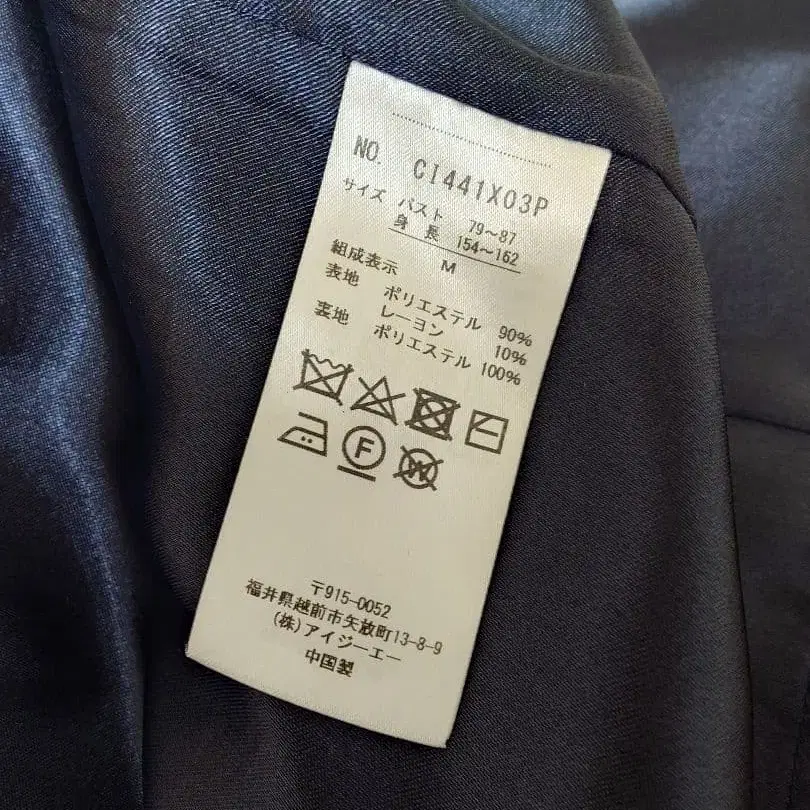 NO. CI441X03P
サイズ バスト 79～87
身長 154～162
M
組成表示
表地 ポリエステル 90%
レーヨン 10%
裏地 ポリエステル 100%
F
W
〒915-0052
福井県越前市矢放町13-8-9
(株)アイジーエー
中国製